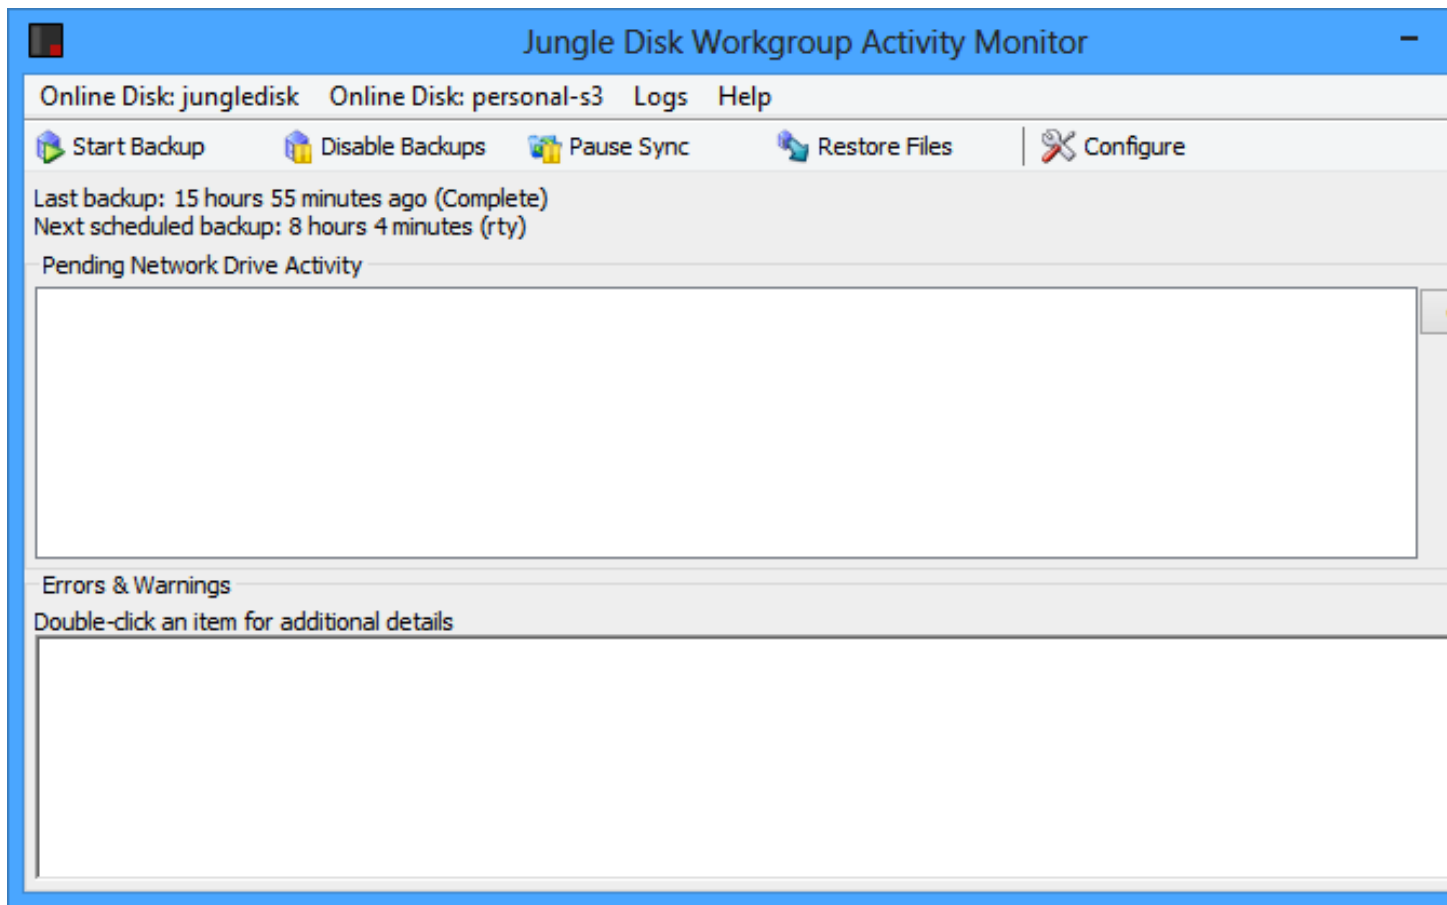 Jungle Disk Workgroup Activity Monitor
Online Disk: jungledisk Online Disk: personal-s3 Logs Help
Start Backup Disable Backups Pause Sync Restore Files Configure
Last backup: 15 hours 55 minutes ago (Complete)
Next scheduled backup: 8 hours 4 minutes (rty)
Pending Network Drive Activity
Errors & Warnings
Double-click an item for additional details